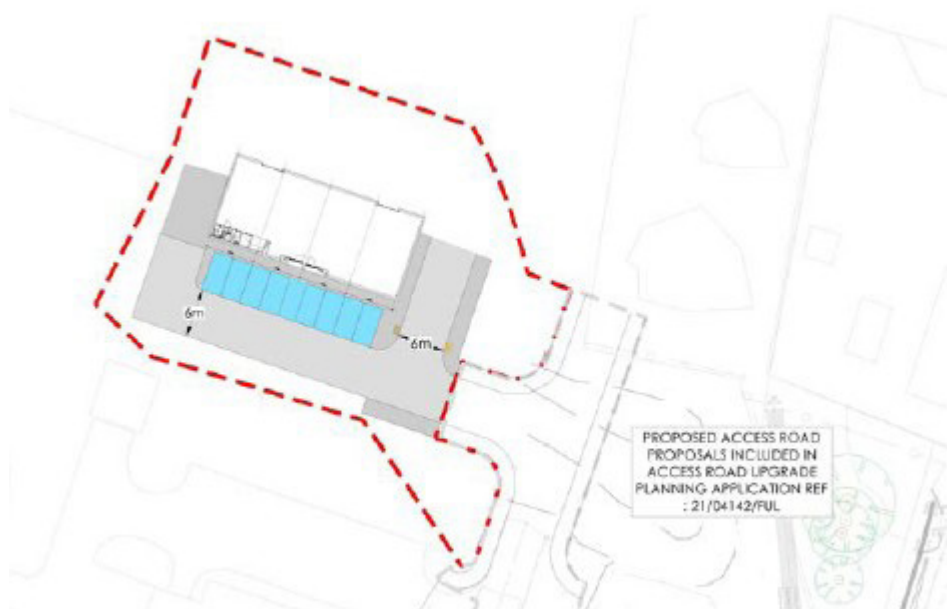 6m
6m
PROPOSED ACCESS ROAD
PROPOSALS INCLUDED IN
ACCESS ROAD UPGRADE
PLANNING APPLICATION REF
: 21/04142/FUL